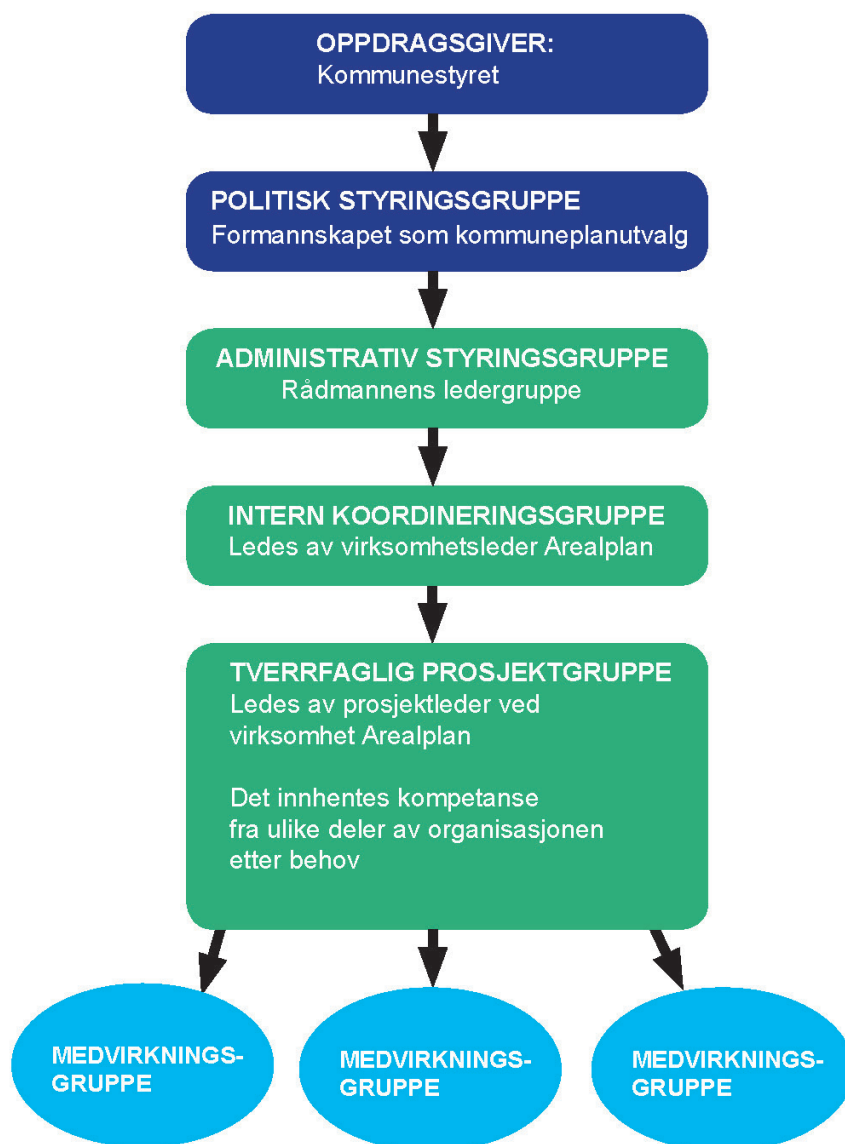 OPPDRAGSGIVER:
Kommunestyret
POLITISK STYRINGSGRUPPE
Formannskapet som kommuneplanutvalg
ADMINISTRATIV STYRINGSGRUPPE
Rådmannens ledergruppe
INTERN KOORDINERINGSGRUPPE
Ledes av virksomhetsleder Arealplan
TVERRFAGLIG PROSJEKTGRUPPE
Ledes av prosjektleder ved
virksomhet Arealplan
Det innhentes kompetanse
fra ulike deler av organisasjonen
etter behov
MEDVIRKNINGS-
GRUPPE
MEDVIRKNINGS-
GRUPPE
MEDVIRKNINGS-
GRUPPE